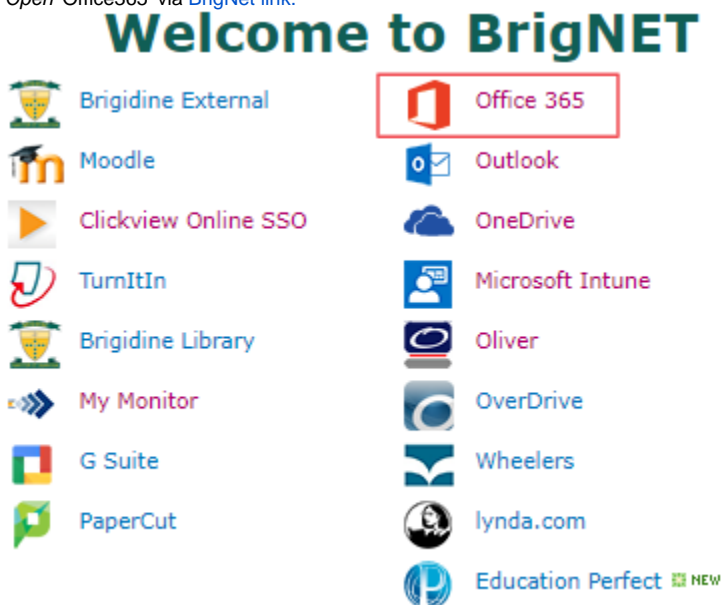 Open Office365 via BrigNet link.
Welcome to BrigNET
Brigidine External
Office 365
Moodle
Outlook
Clickview Online SSO
OneDrive
TurnItIn
Microsoft Intune
Brigidine Library
Oliver
My Monitor
OverDrive
G Suite
Wheelers
PaperCut
lynda.com
Education Perfect NEW